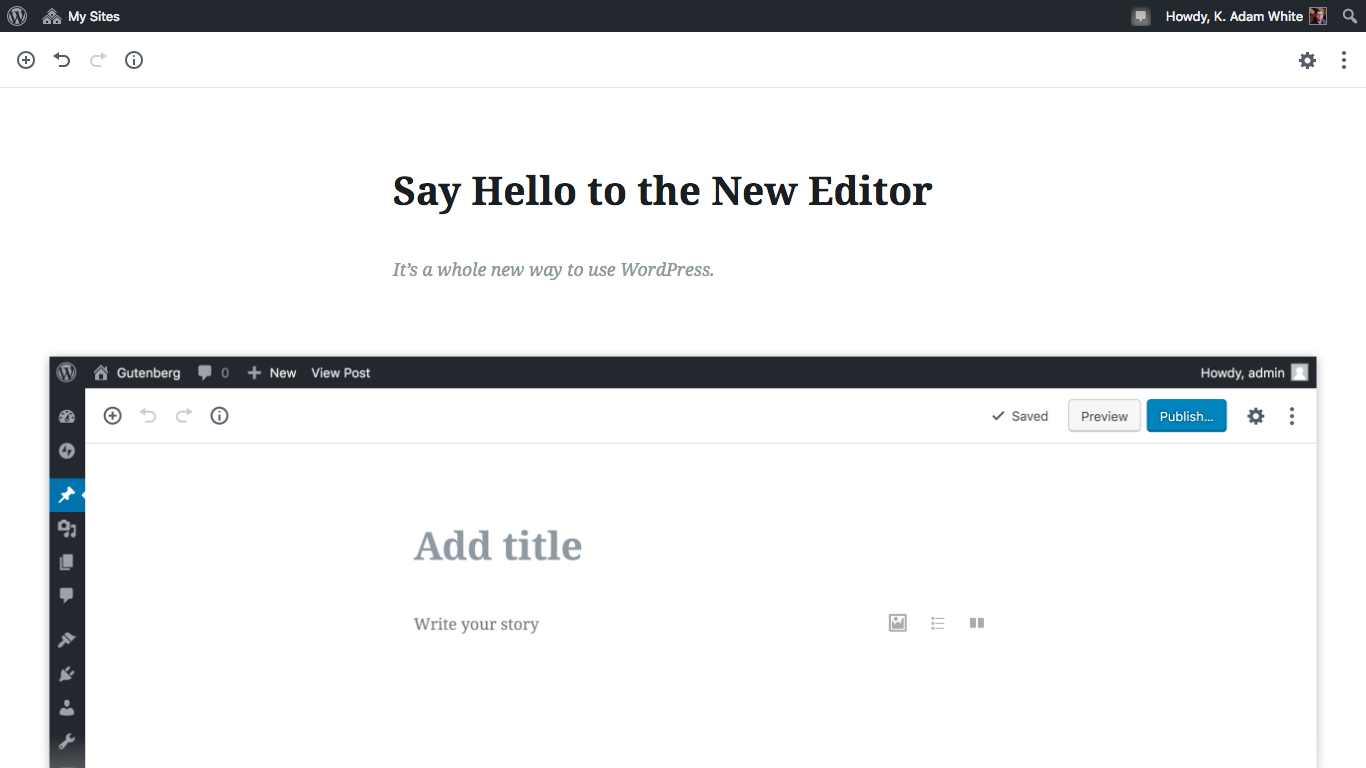 My Sites
Howdy, K. Adam White
Say Hello to the New Editor
It’s a whole new way to use WordPress.
Gutenberg 0 New View Post Howdy, admin
Saved Preview Publish...
Add title
Write your story